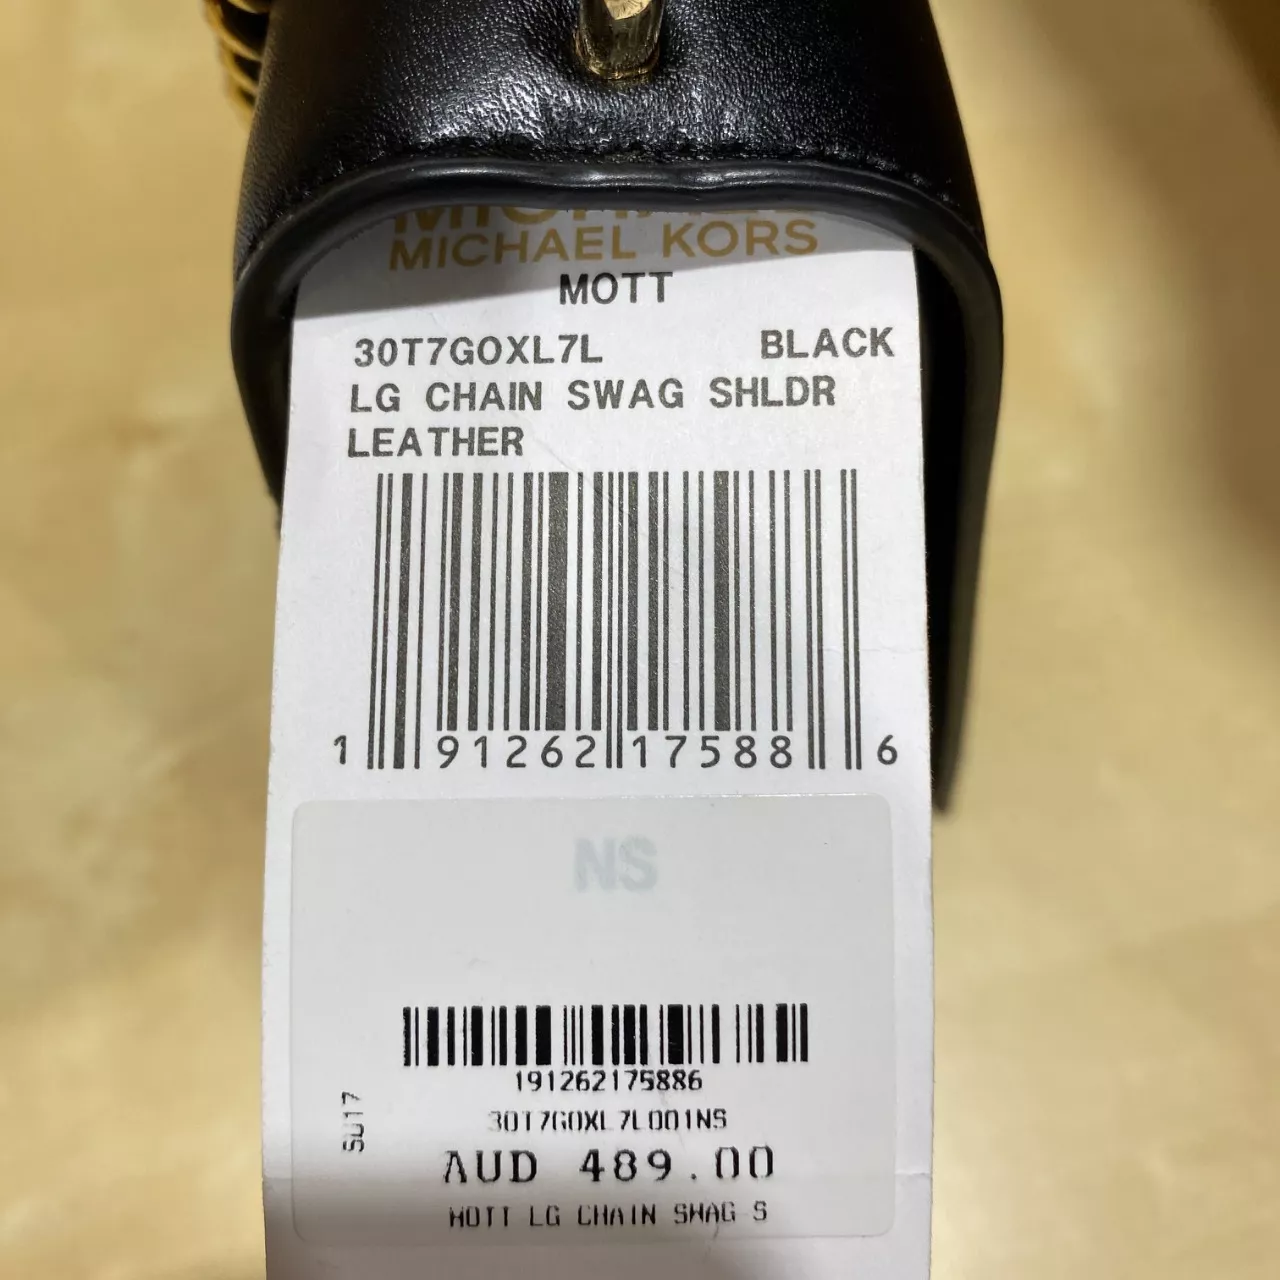 MICHAEL KORS
MOTT
30T7GOXL7L BLACK
LG CHAIN SWAG SHLDR
LEATHER
1 91262 17588 6
NS
191262175886
SU17
30T7GOXL7L001NS
AUD 489.00
MOTT LG CHAIN SWAG S